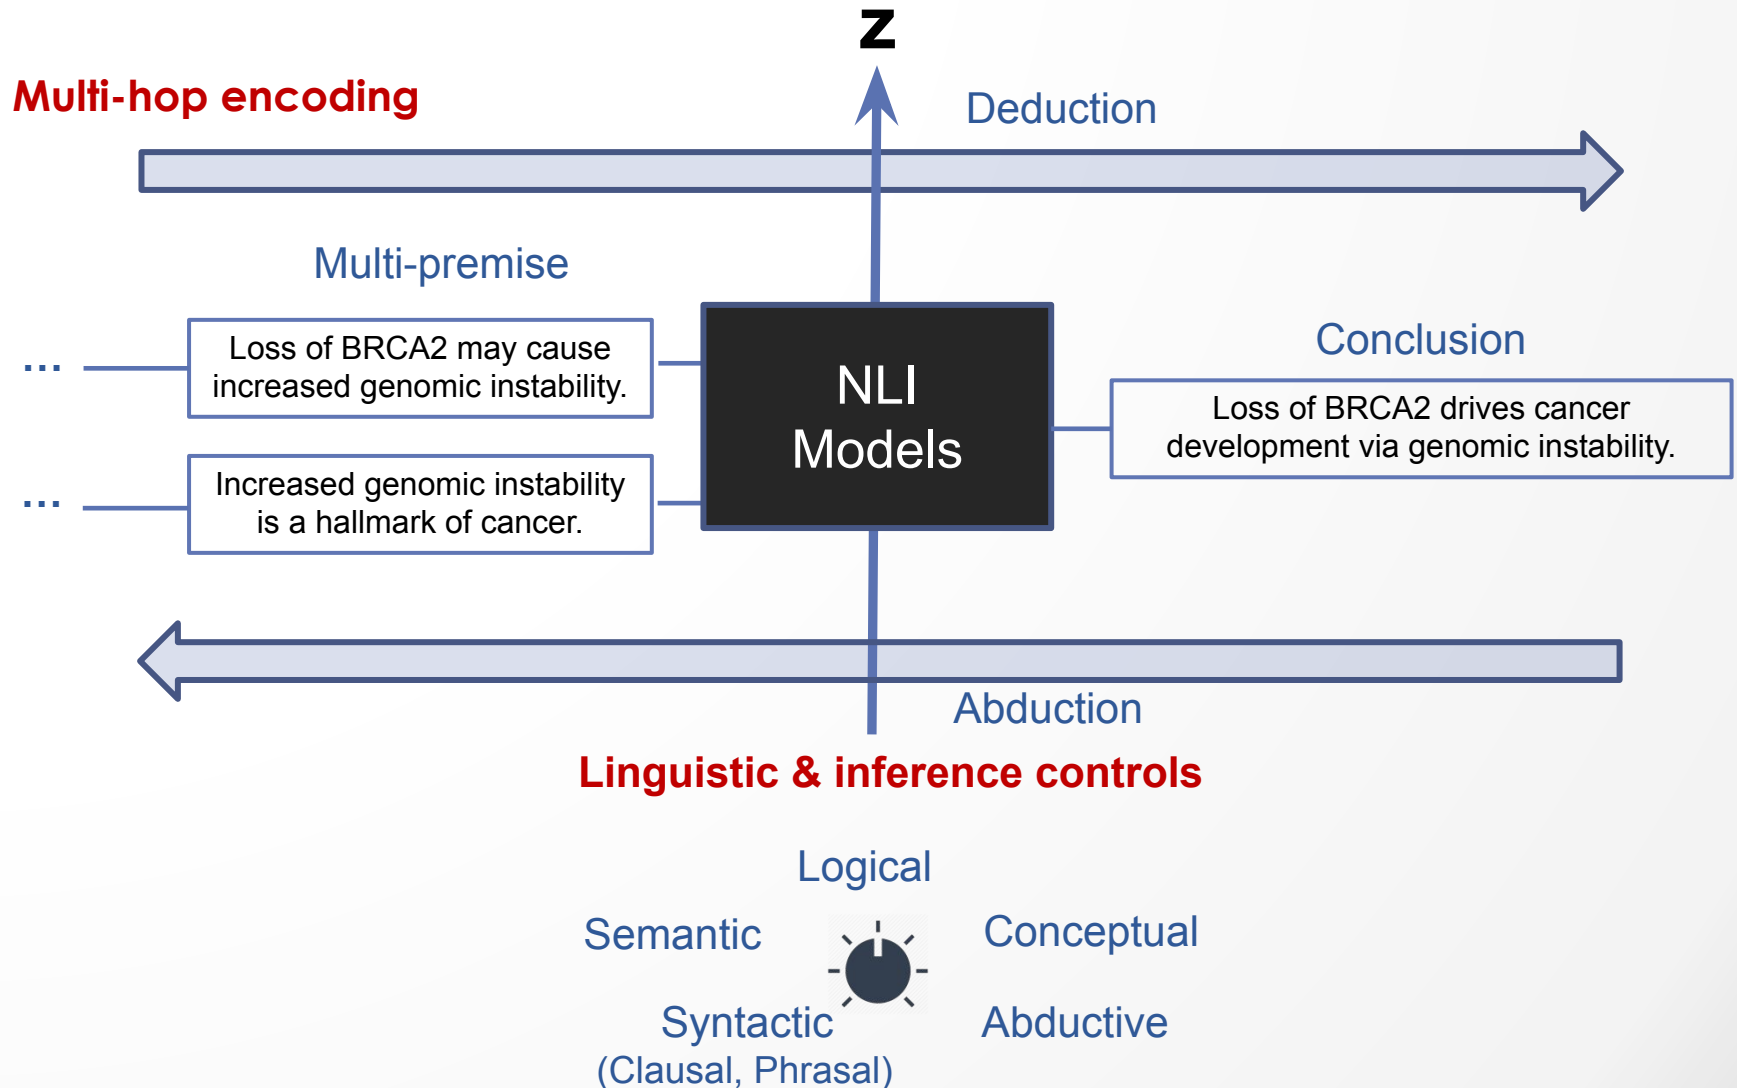 z
Multi-hop encoding
Deduction
Multi-premise
... Loss of BRCA2 may cause
increased genomic instability.
... Increased genomic instability
is a hallmark of cancer.
NLI
Models
Conclusion
Loss of BRCA2 drives cancer
development via genomic instability.
Abduction
Linguistic & inference controls
Logical
Semantic
Conceptual
Syntactic
(Clausal, Phrasal)
Abductive